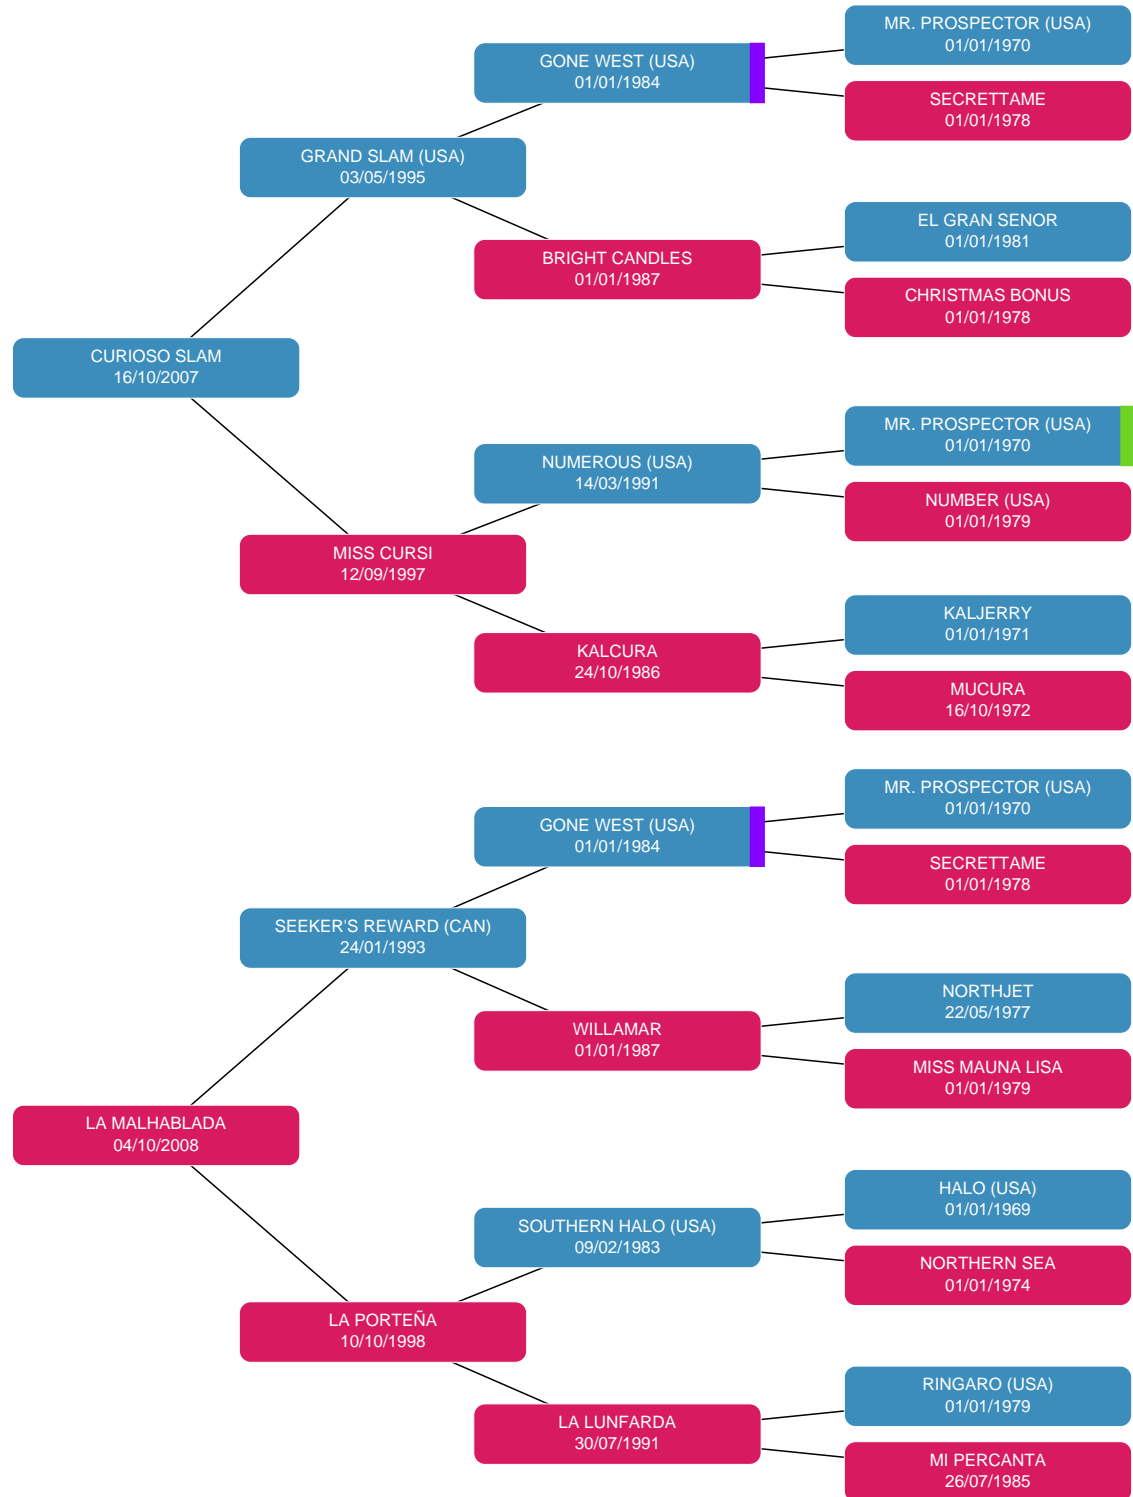 MR. PROSPECTOR (USA)
01/01/1970
GONE WEST (USA)
01/01/1984
SECRETTAME
01/01/1978
GRAND SLAM (USA)
03/05/1995
EL GRAN SENOR
01/01/1981
BRIGHT CANDLES
01/01/1987
CHRISTMAS BONUS
01/01/1978
CURIOSO SLAM
16/10/2007
MR. PROSPECTOR (USA)
01/01/1970
NUMEROUS (USA)
14/03/1991
NUMBER (USA)
01/01/1979
MISS CURSI
12/09/1997
KALJERRY
01/01/1971
KALCURA
24/10/1986
MUCURA
16/10/1972
MR. PROSPECTOR (USA)
01/01/1970
GONE WEST (USA)
01/01/1984
SECRETTAME
01/01/1978
SEEKER'S REWARD (CAN)
24/01/1993
NORTHJET
22/05/1977
WILLAMAR
01/01/1987
MISS MAUNA LISA
01/01/1979
LA MALHABLADA
04/10/2008
HALO (USA)
01/01/1969
SOUTHERN HALO (USA)
09/02/1983
NORTHERN SEA
01/01/1974
LA PORTEÑA
10/10/1998
RINGARO (USA)
01/01/1979
LA LUNFARDA
30/07/1991
MI PERCANTA
26/07/1985